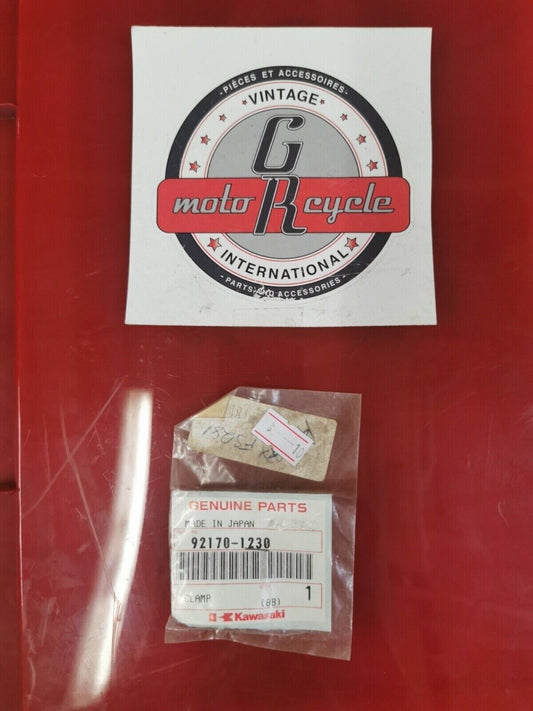 - PIÈCES ET ACCESSOIRES -
VINTAGE
G
moto R cycle
INTERNATIONAL
- PARTS AND ACCESSORIES -
GENUINE PARTS
MADE IN JAPAN
92170-1230
CLAMP (88) 1
Kawasaki